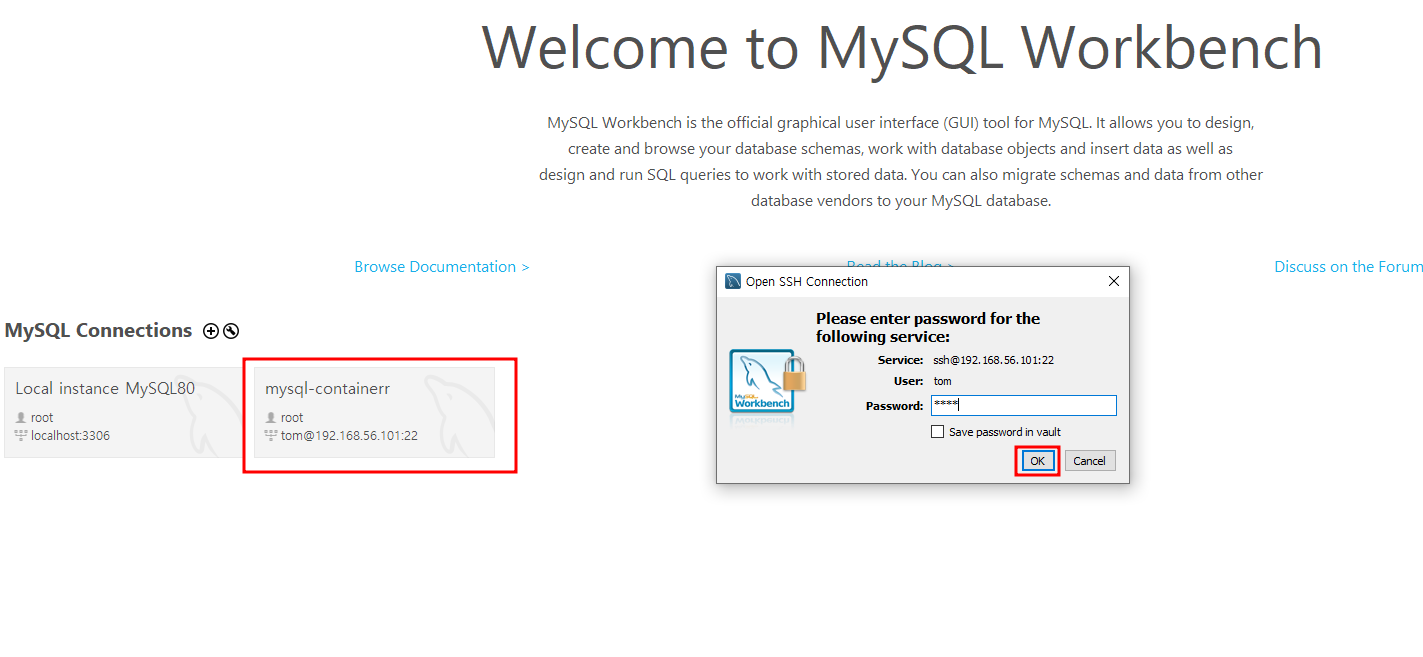 Welcome to MySQL Workbench
MySQL Workbench is the official graphical user interface (GUI) tool for MySQL. It allows you to design,
create and browse your database schemas, work with database objects and insert data as well as
design and run SQL queries to work with stored data. You can also migrate schemas and data from other
database vendors to your MySQL database.
Browse Documentation >
Read the Blog >
Discuss on the Forum
MySQL Connections
Local instance MySQL80
root
localhost:3306
mysql-containerr
root
tom@192.168.56.101:22
Open SSH Connection
Please enter password for the
following service:
Service: ssh@192.168.56.101:22
User: tom
Password: ****
Save password in vault
OK
Cancel
MySQL
Workbench